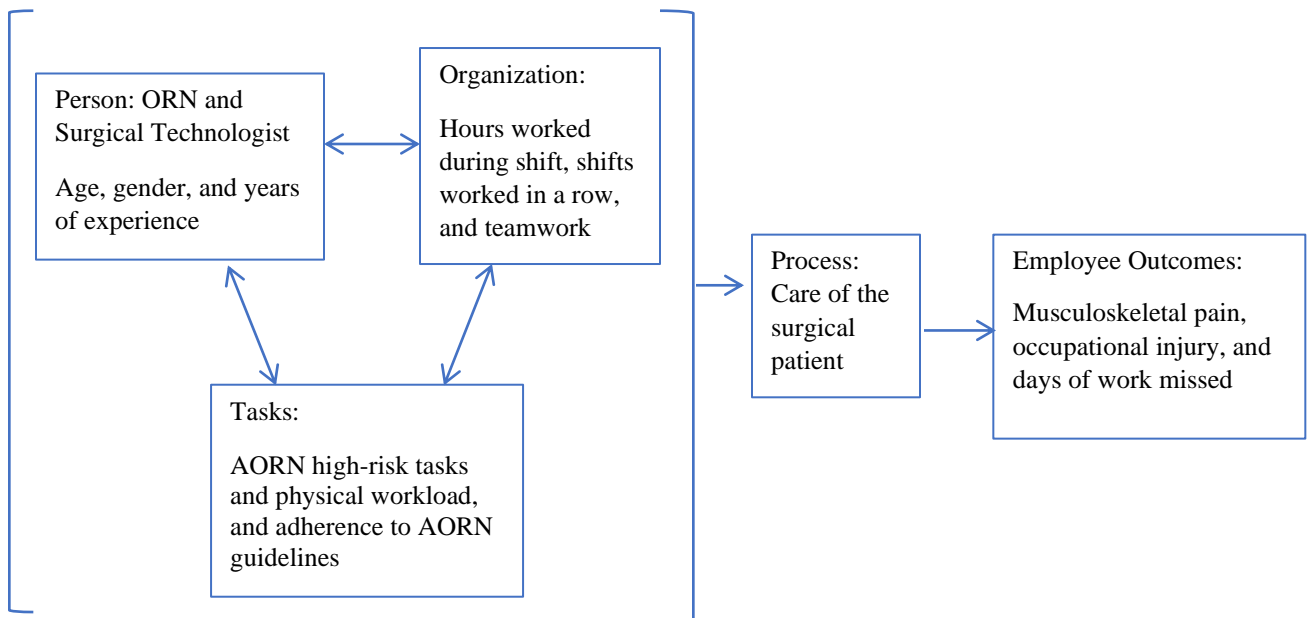 Person: ORN and
Surgical Technologist
Age, gender, and years
of experience
Organization:
Hours worked
during shift, shifts
worked in a row,
and teamwork
Tasks:
AORN high-risk tasks
and physical workload,
and adherence to AORN
guidelines
Process:
Care of the
surgical
patient
Employee Outcomes:
Musculoskeletal pain,
occupational injury, and
days of work missed